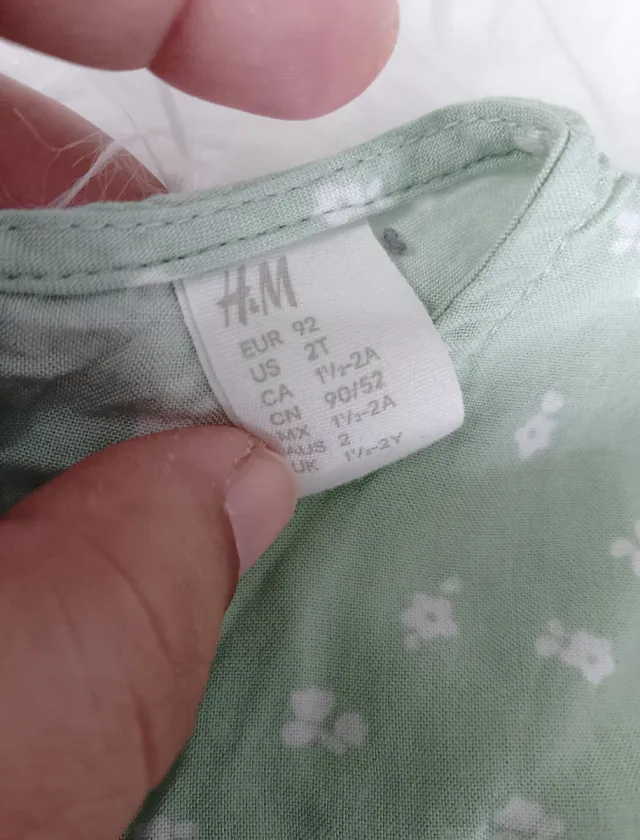 H&M
EUR 92
US 2T
CA 1½-2A
CN 90/52
MX 1½-2A
AUS 2
UK 1½-2Y